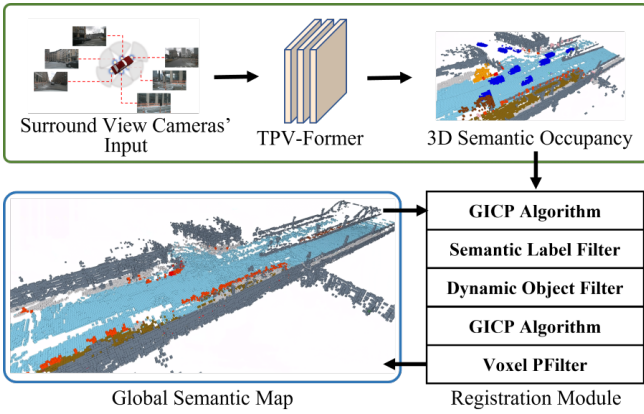 Surround View Cameras'
Input
TPV-Former
3D Semantic Occupancy
GICP Algorithm
Semantic Label Filter
Dynamic Object Filter
GICP Algorithm
Voxel PFilter
Global Semantic Map
Registration Module